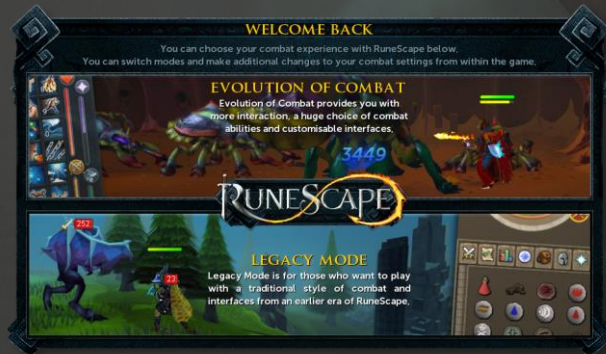 WELCOME BACK
You can choose your combat experience with RuneScape below.
You can switch modes and make additional changes to your combat settings from within the game.
EVOLUTION OF COMBAT
Evolution of Combat provides you with
more interaction, a huge choice of combat
abilities and customisable interfaces.
3449
RUNESCAPE
252
LEGACY MODE
23
Legacy Mode is for those who want to play
with a traditional style of combat and
interfaces from an earlier era of RuneScape.